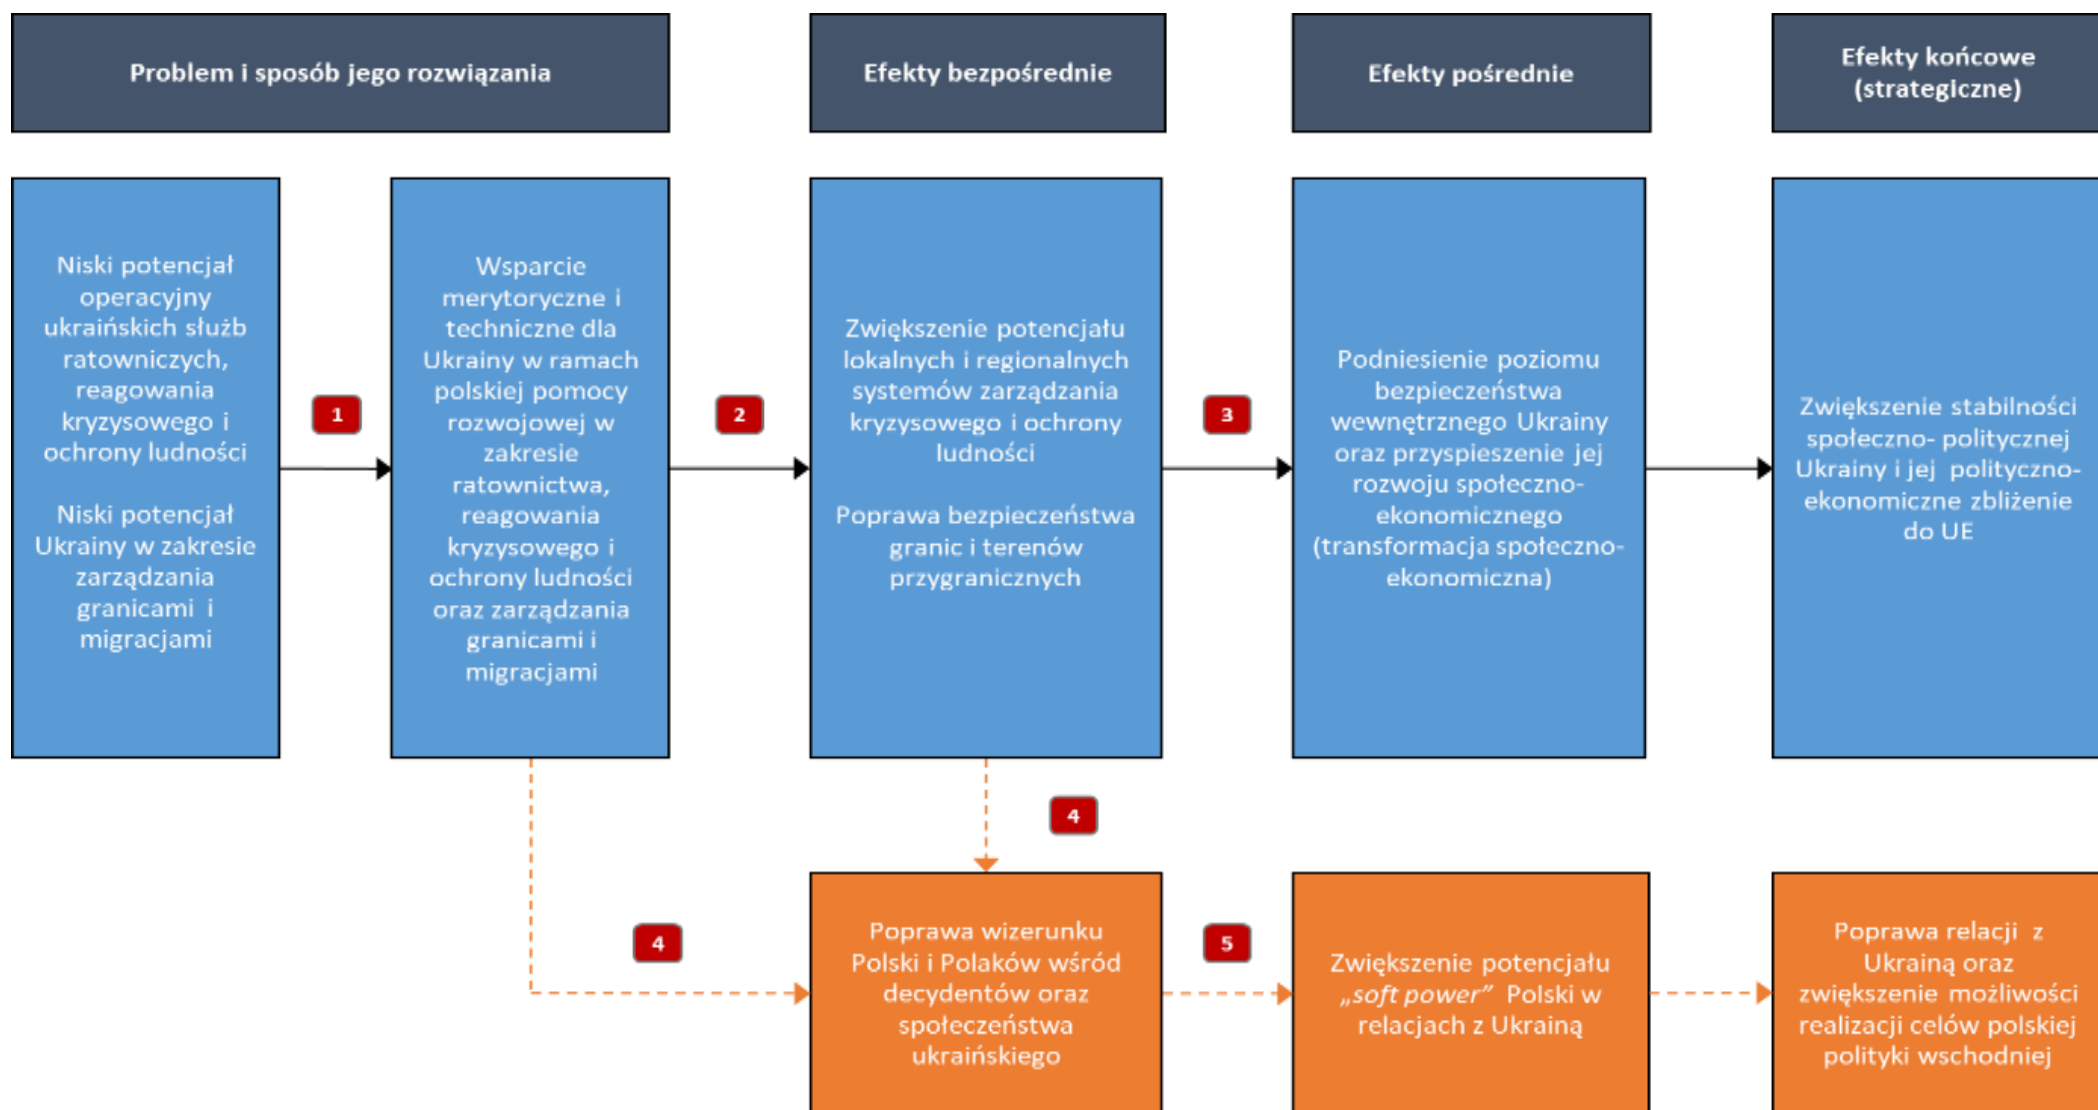 Problem i sposób jego rozwiązania
Efekty bezpośrednie
Efekty pośrednie
Efekty końcowe
(strategiczne)
Niski potencjał
operacyjny
ukraińskich służb
ratowniczych,
reagowania
kryzysowego i
ochrony ludności
Niski potencjał
Ukrainy w zakresie
zarządzania
granicami i
migracjami
1
Wsparcie
merytoryczne i
techniczne dla
Ukrainy w ramach
polskiej pomocy
rozwojowej w
zakresie
ratownictwa,
reagowania
kryzysowego i
ochrony ludności
oraz zarządzania
granicami i
migracjami
2
Zwiększenie potencjału
lokalnych i regionalnych
systemów zarządzania
kryzysowego i ochrony
ludności
Poprawa bezpieczeństwa
granic i terenów
przygranicznych
3
Podniesienie poziomu
bezpieczeństwa
wewnętrznego Ukrainy
oraz przyspieszenie jej
rozwoju społeczno-
ekonomicznego
(transformacja społeczno-
ekonomiczna)
Zwiększenie stabilności
społeczno- politycznej
Ukrainy i jej polityczno-
ekonomiczne zbliżenie
do UE
4
4
Poprawa wizerunku
Polski i Polaków wśród
decydentów oraz
społeczeństwa
ukraińskiego
5
Zwiększenie potencjału
„soft power” Polski w
relacjach z Ukrainą
Poprawa relacji z
Ukrainą oraz
zwiększenie możliwości
realizacji celów polskiej
polityki wschodniej